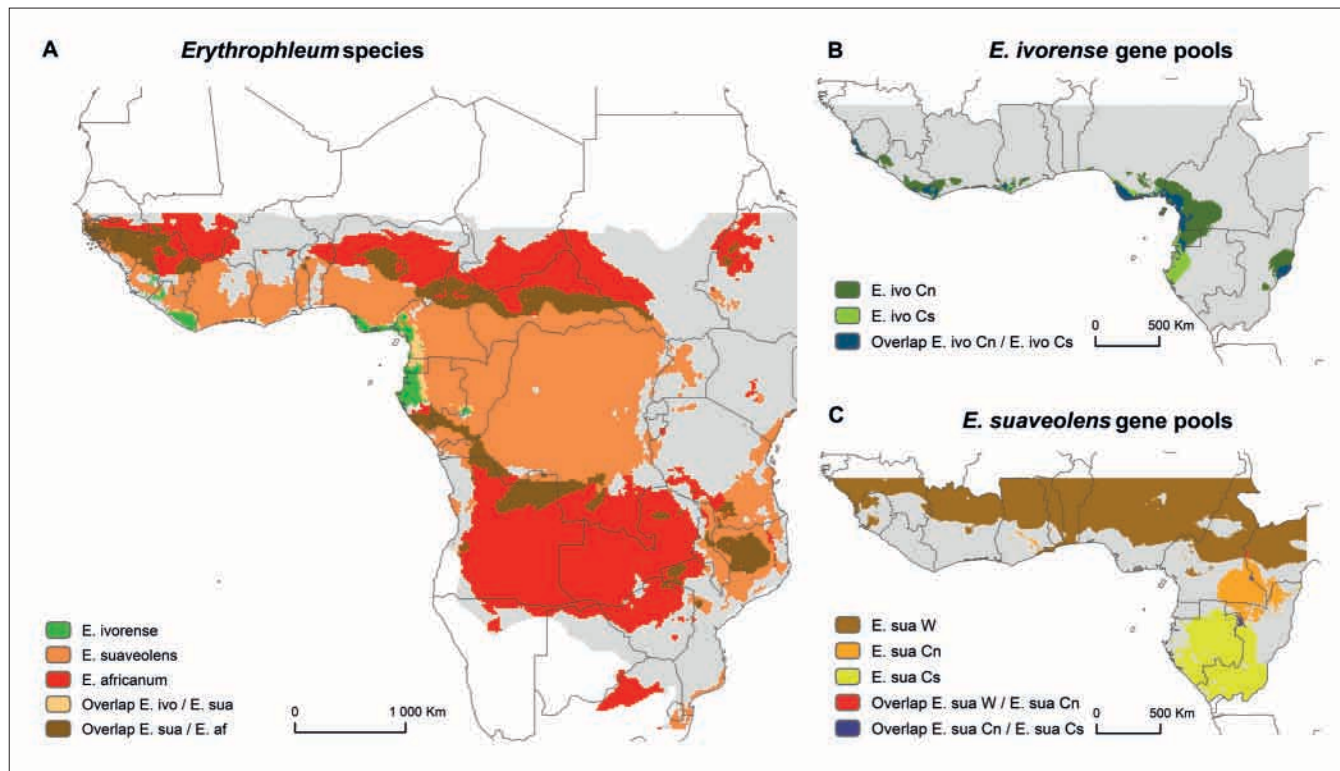 A
Erythrophleum species
E. ivorense
E. suaveolens
E. africanum
Overlap E. ivo / E. sua
Overlap E. sua / E. af
0 1 000 Km
B
E. ivorense gene pools
E. ivo Cn
E. ivo Cs
Overlap E. ivo Cn / E. ivo Cs
0 500 Km
C
E. suaveolens gene pools
E. sua W
E. sua Cn
E. sua Cs
Overlap E. sua W / E. sua Cn
Overlap E. sua Cn / E. sua Cs
0 500 Km